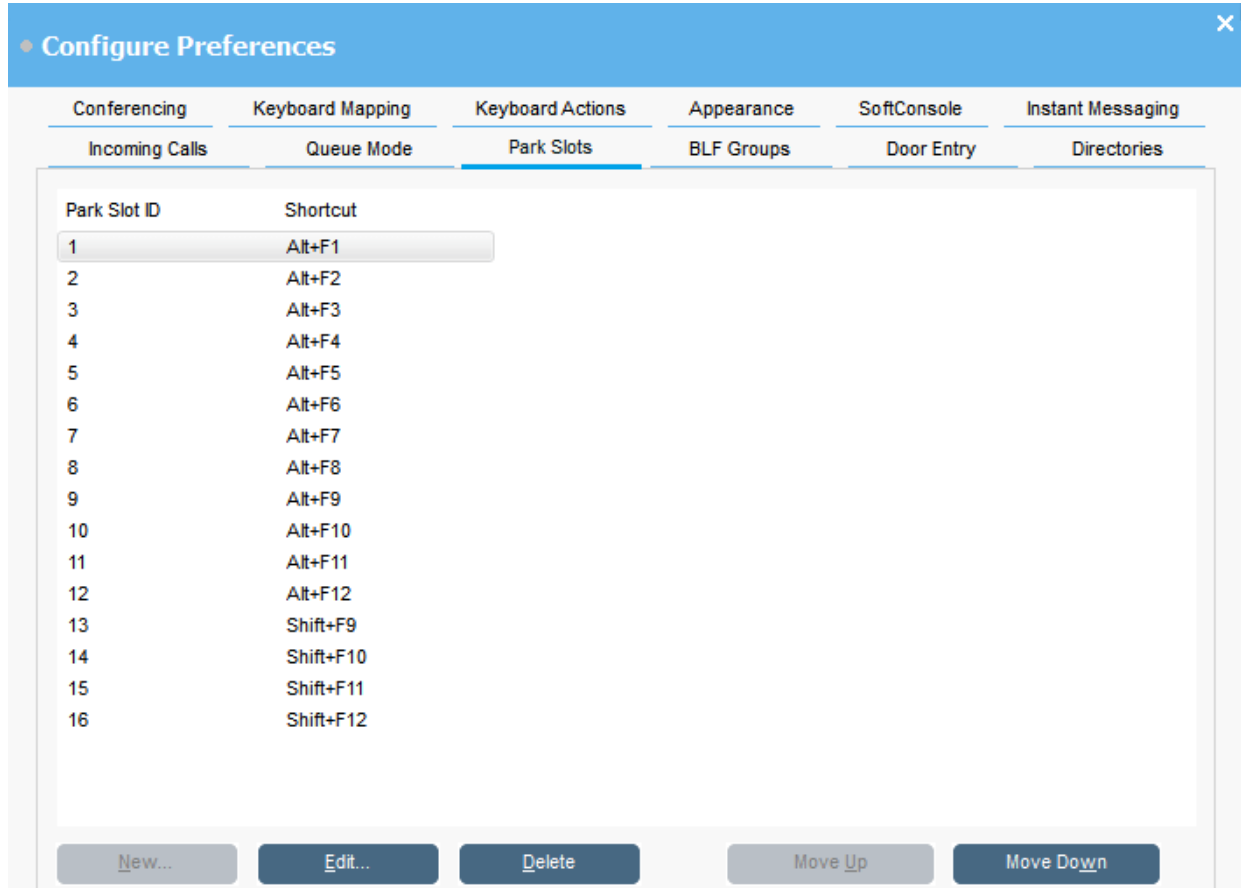 Configure Preferences
Conferencing Keyboard Mapping Keyboard Actions Appearance SoftConsole Instant Messaging
Incoming Calls Queue Mode Park Slots BLF Groups Door Entry Directories
Park Slot ID Shortcut
1 Alt+F1
2 Alt+F2
3 Alt+F3
4 Alt+F4
5 Alt+F5
6 Alt+F6
7 Alt+F7
8 Alt+F8
9 Alt+F9
10 Alt+F10
11 Alt+F11
12 Alt+F12
13 Shift+F9
14 Shift+F10
15 Shift+F11
16 Shift+F12
New... Edit... Delete Move Up Move Down